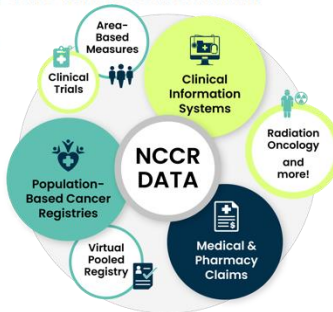 Area-
Based
Measures
Clinical
Trials
Clinical
Information
Systems
Radiation
Oncology
and
more!
NCCR
DATA
Population-
Based Cancer
Registries
Medical &
Pharmacy
Claims
Virtual
Pooled
Registry